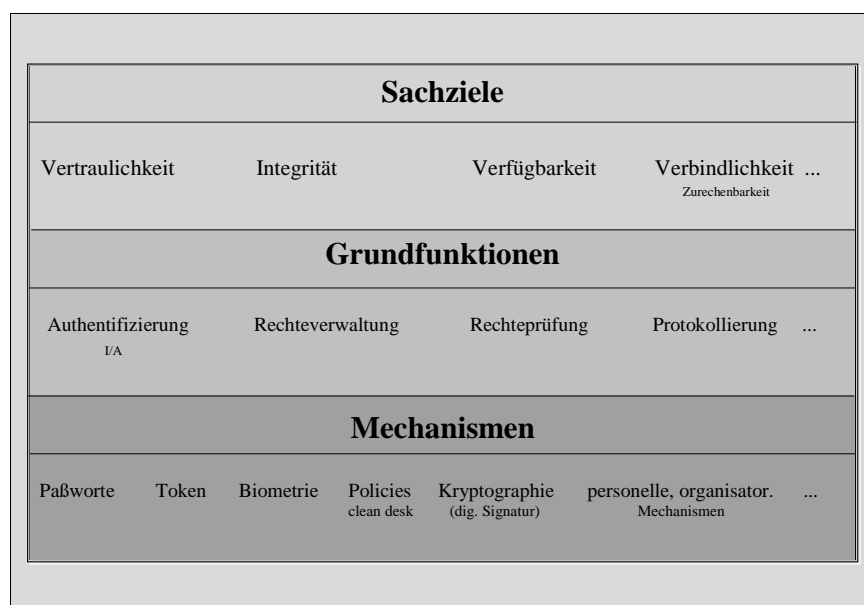 Sachziele
Vertraulichkeit Integrität Verfügbarkeit Verbindlichkeit ...
Zurechenbarkeit
Grundfunktionen
Authentifizierung Rechteverwaltung Rechteprüfung Protokollierung ...
I/A
Mechanismen
Paßworte Token Biometrie Policies Kryptographie personelle, organisator. ...
clean desk (dig. Signatur) Mechanismen